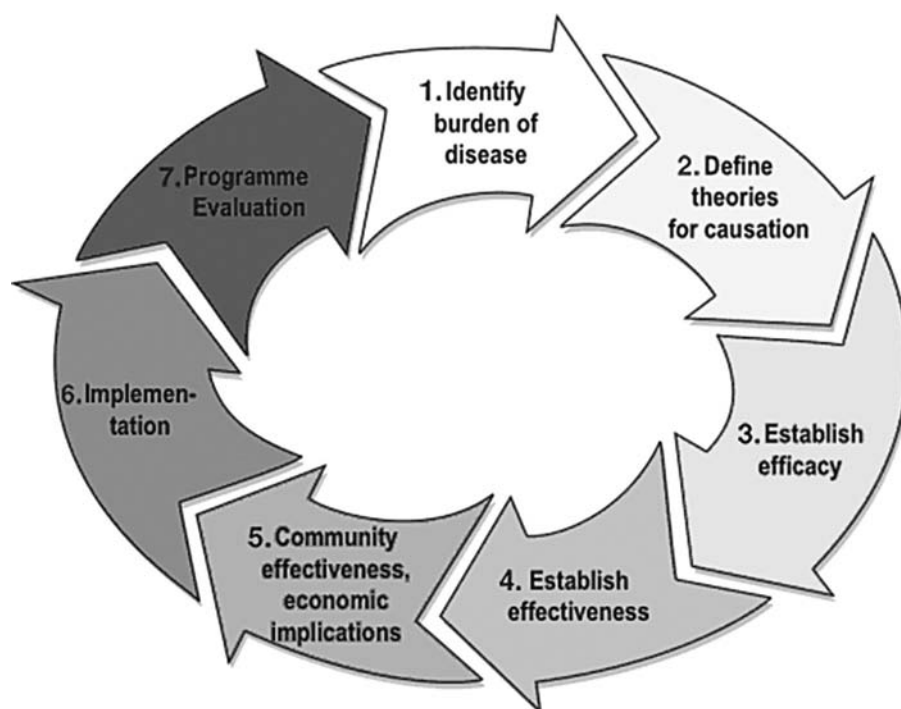 1. Identify
burden of
disease
2. Define
theories
for causation
3. Establish
efficacy
4. Establish
effectiveness
5. Community
effectiveness,
economic
implications
6. Implemen-
tation
7. Programme
Evaluation